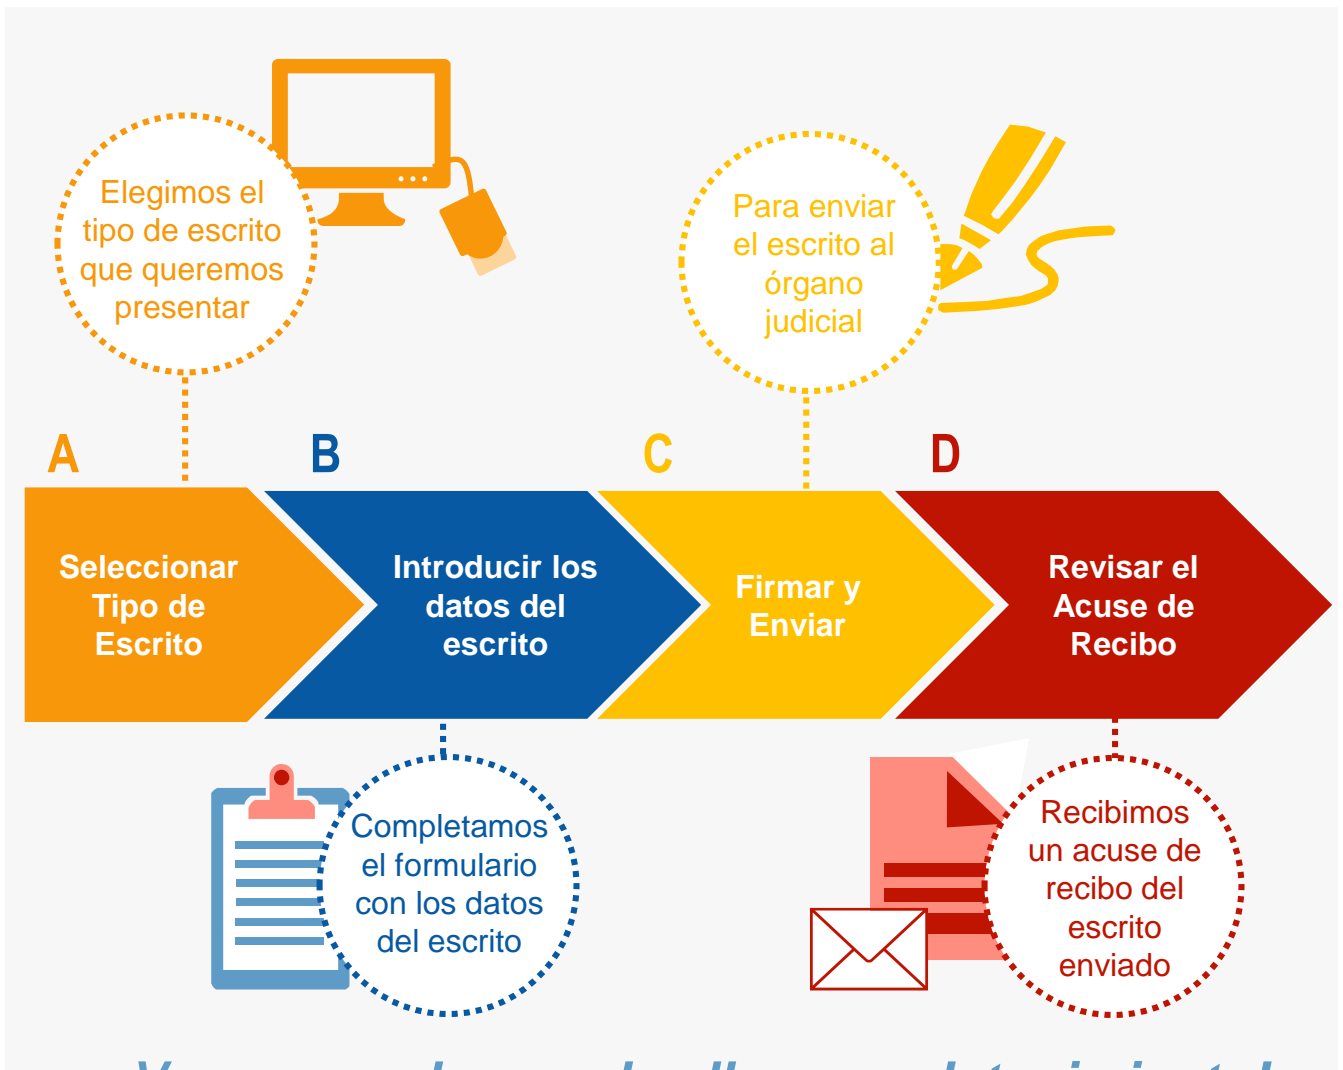 Elegimos el
tipo de escrito
que queremos
presentar
Para enviar
el escrito al
órgano
judicial
A
B
C
D
Seleccionar
Tipo de
Escrito
Introducir los
datos del
escrito
Firmar y
Enviar
Revisar el
Acuse de
Recibo
Completamos
el formulario
con los datos
del escrito
Recibimos
un acuse de
recibo del
escrito
enviado